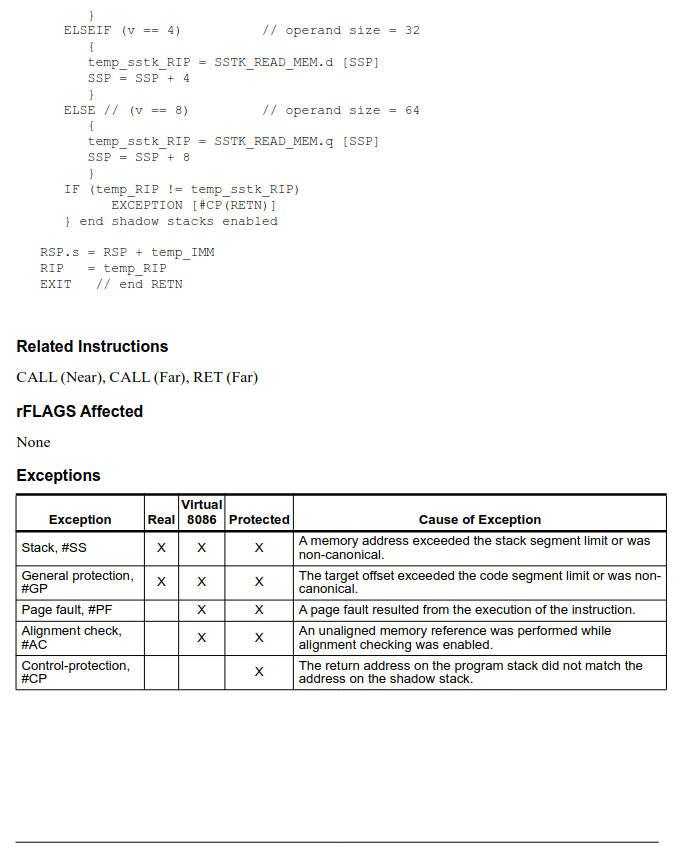 }
ELSEIF (v == 4) // operand size = 32
{
temp_sstk_RIP = SSTK_READ_MEM.d [SSP]
SSP = SSP + 4
}
ELSE // (v == 8) // operand size = 64
{
temp_sstk_RIP = SSTK_READ_MEM.q [SSP]
SSP = SSP + 8
}
IF (temp_RIP != temp_sstk_RIP)
EXCEPTION [#CP(RETN)]
} end shadow stacks enabled
RSP.s = RSP + temp_IMM
RIP = temp_RIP
EXIT // end RETN
Related Instructions
CALL (Near), CALL (Far), RET (Far)
rFLAGS Affected
None
Exceptions
Exception Real Virtual 8086 Protected Cause of Exception
Stack, #SS X X X A memory address exceeded the stack segment limit or was
non-canonical.
General protection, #GP X X X The target offset exceeded the code segment limit or was non-
canonical.
Page fault, #PF X X A page fault resulted from the execution of the instruction.
Alignment check, #AC X X An unaligned memory reference was performed while
alignment checking was enabled.
Control-protection, #CP X The return address on the program stack did not match the
address on the shadow stack.